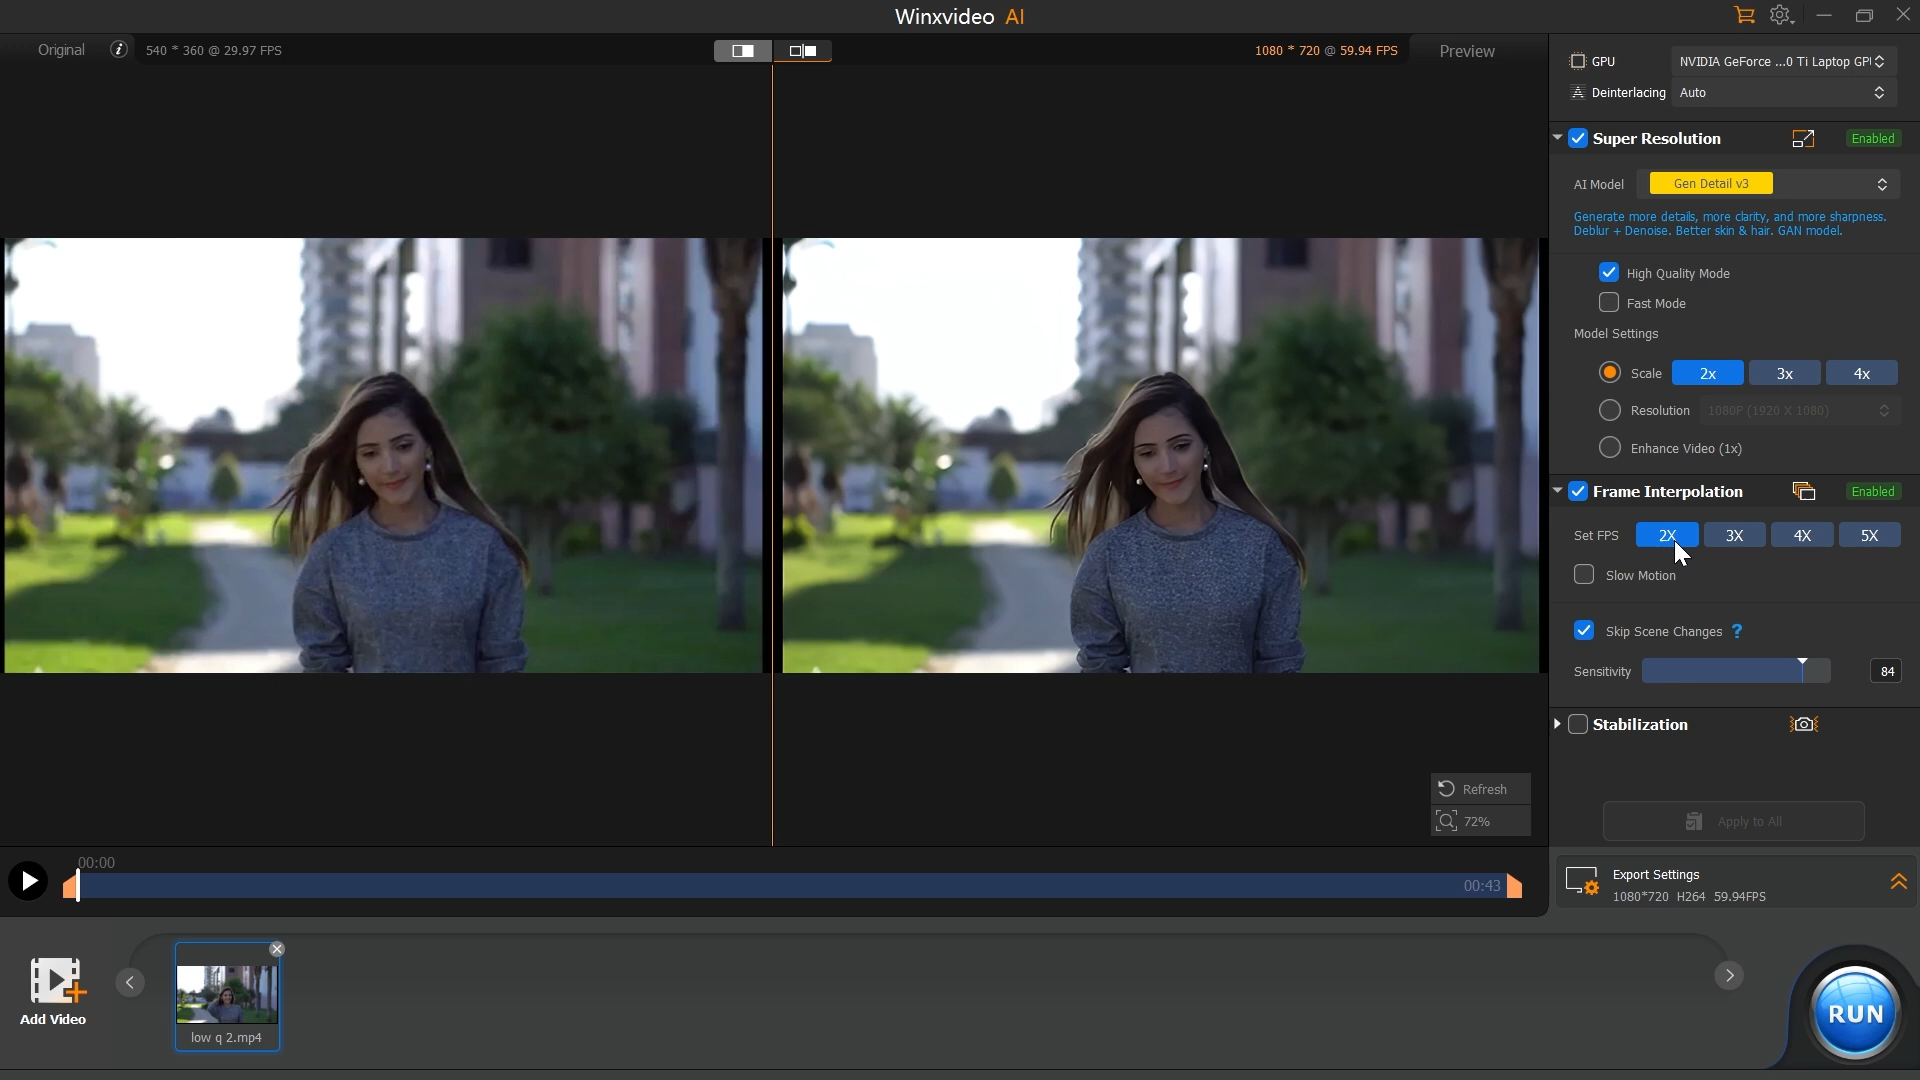 Winxvideo AI
Original
540 * 360 @ 29.97 FPS
1080 * 720 @ 59.94 FPS
Preview
GPU
NVIDIA GeForce ...0 Ti Laptop GPU
Deinterlacing
Auto
Super Resolution
Enabled
AI Model
Gen Detail v3
Generate more details, more clarity, and more sharpness.
Deblur + Denoise. Better skin & hair. GAN model.
High Quality Mode
Fast Mode
Model Settings
Scale
2x
3x
4x
Resolution
1080P (1920 X 1080)
Enhance Video (1x)
Frame Interpolation
Enabled
Set FPS
2X
3X
4X
5X
Slow Motion
Skip Scene Changes ?
Sensitivity
84
Stabilization
Refresh
72%
Apply to All
00:00
00:43
Export Settings
1080*720 H264 59.94FPS
Add Video
low q 2.mp4
RUN